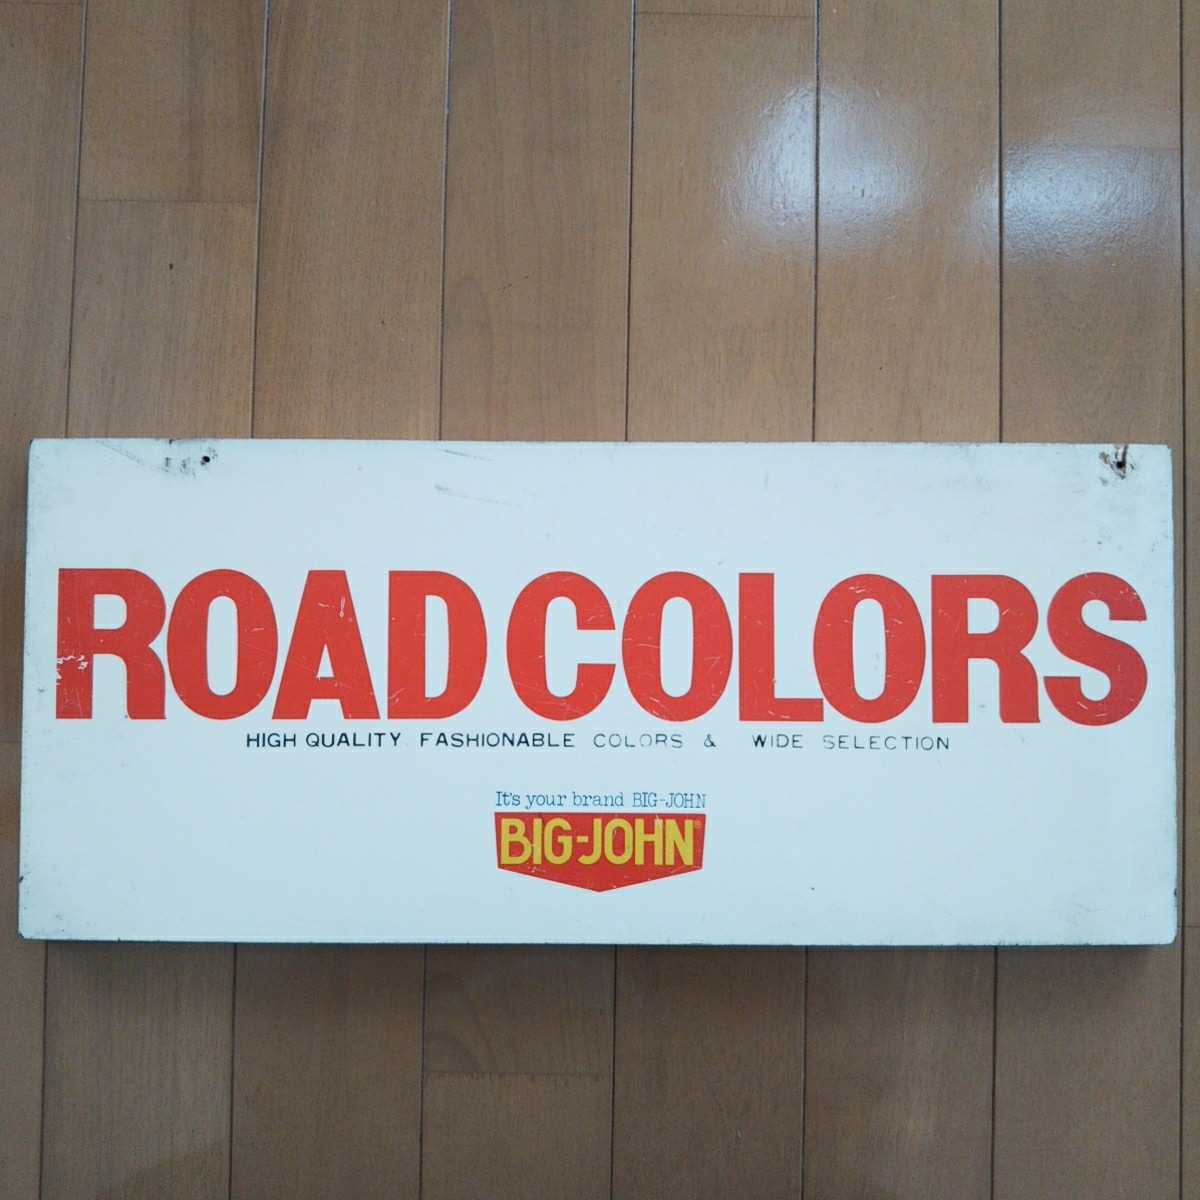 ROAD COLORS
HIGH QUALITY FASHIONABLE COLORS & WIDE SELECTION
It's your brand BIG-JOHN
BIG-JOHN®